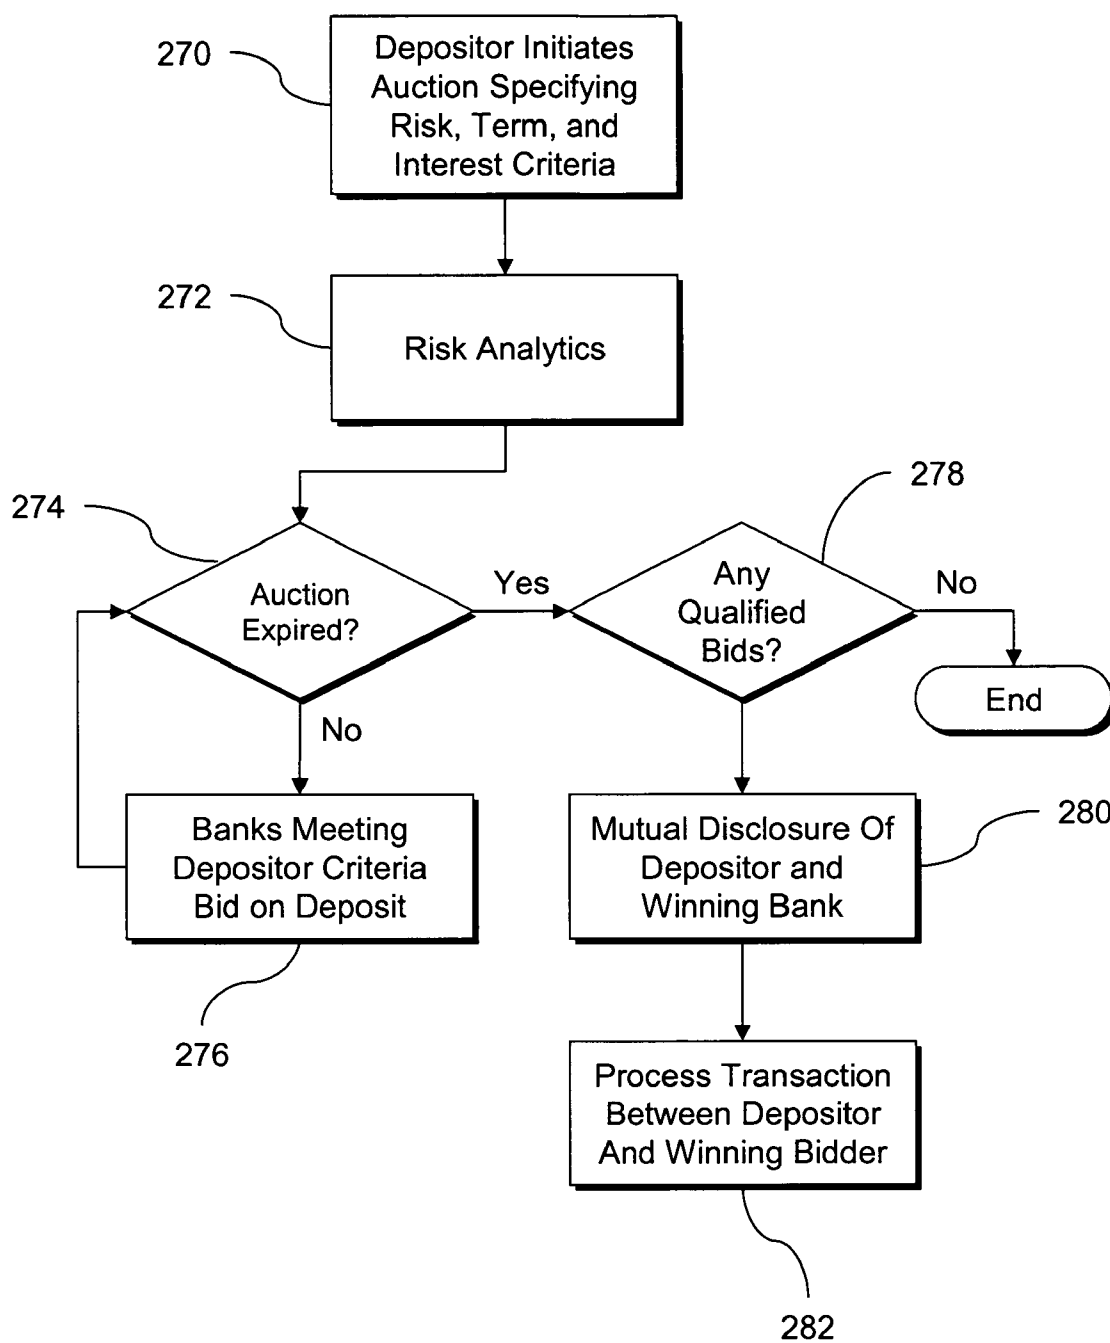 270
Depositor Initiates
Auction Specifying
Risk, Term, and
Interest Criteria
272
Risk Analytics
274
278
Auction
Expired?
Yes
Any
Qualified
Bids?
No
End
No
Banks Meeting
Depositor Criteria
Bid on Deposit
Mutual Disclosure Of
Depositor and
Winning Bank
280
276
Process Transaction
Between Depositor
And Winning Bidder
282